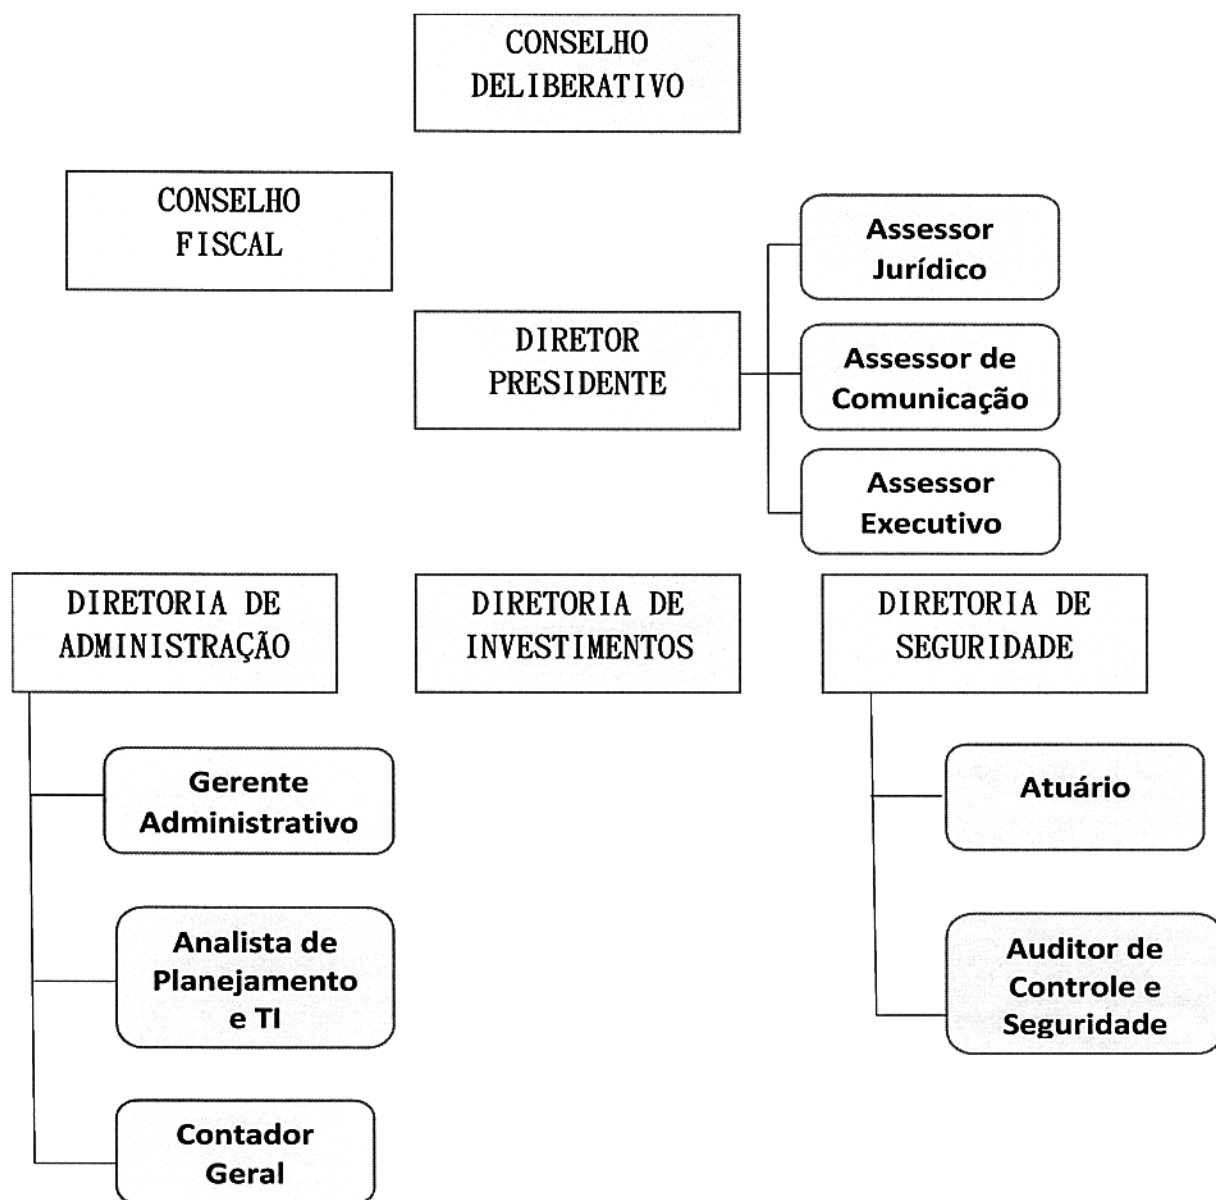 CONSELHO
DELIBERATIVO
CONSELHO
FISCAL
Assessor
Jurídico
DIRETOR
PRESIDENTE
Assessor de
Comunicação
Assessor
Executivo
DIRETORIA DE
ADMINISTRAÇÃO
DIRETORIA DE
INVESTIMENTOS
DIRETORIA DE
SEGURIDADE
Gerente
Administrativo
Atuário
Analista de
Planejamento
e TI
Auditor de
Controle e
Seguridade
Contador
Geral